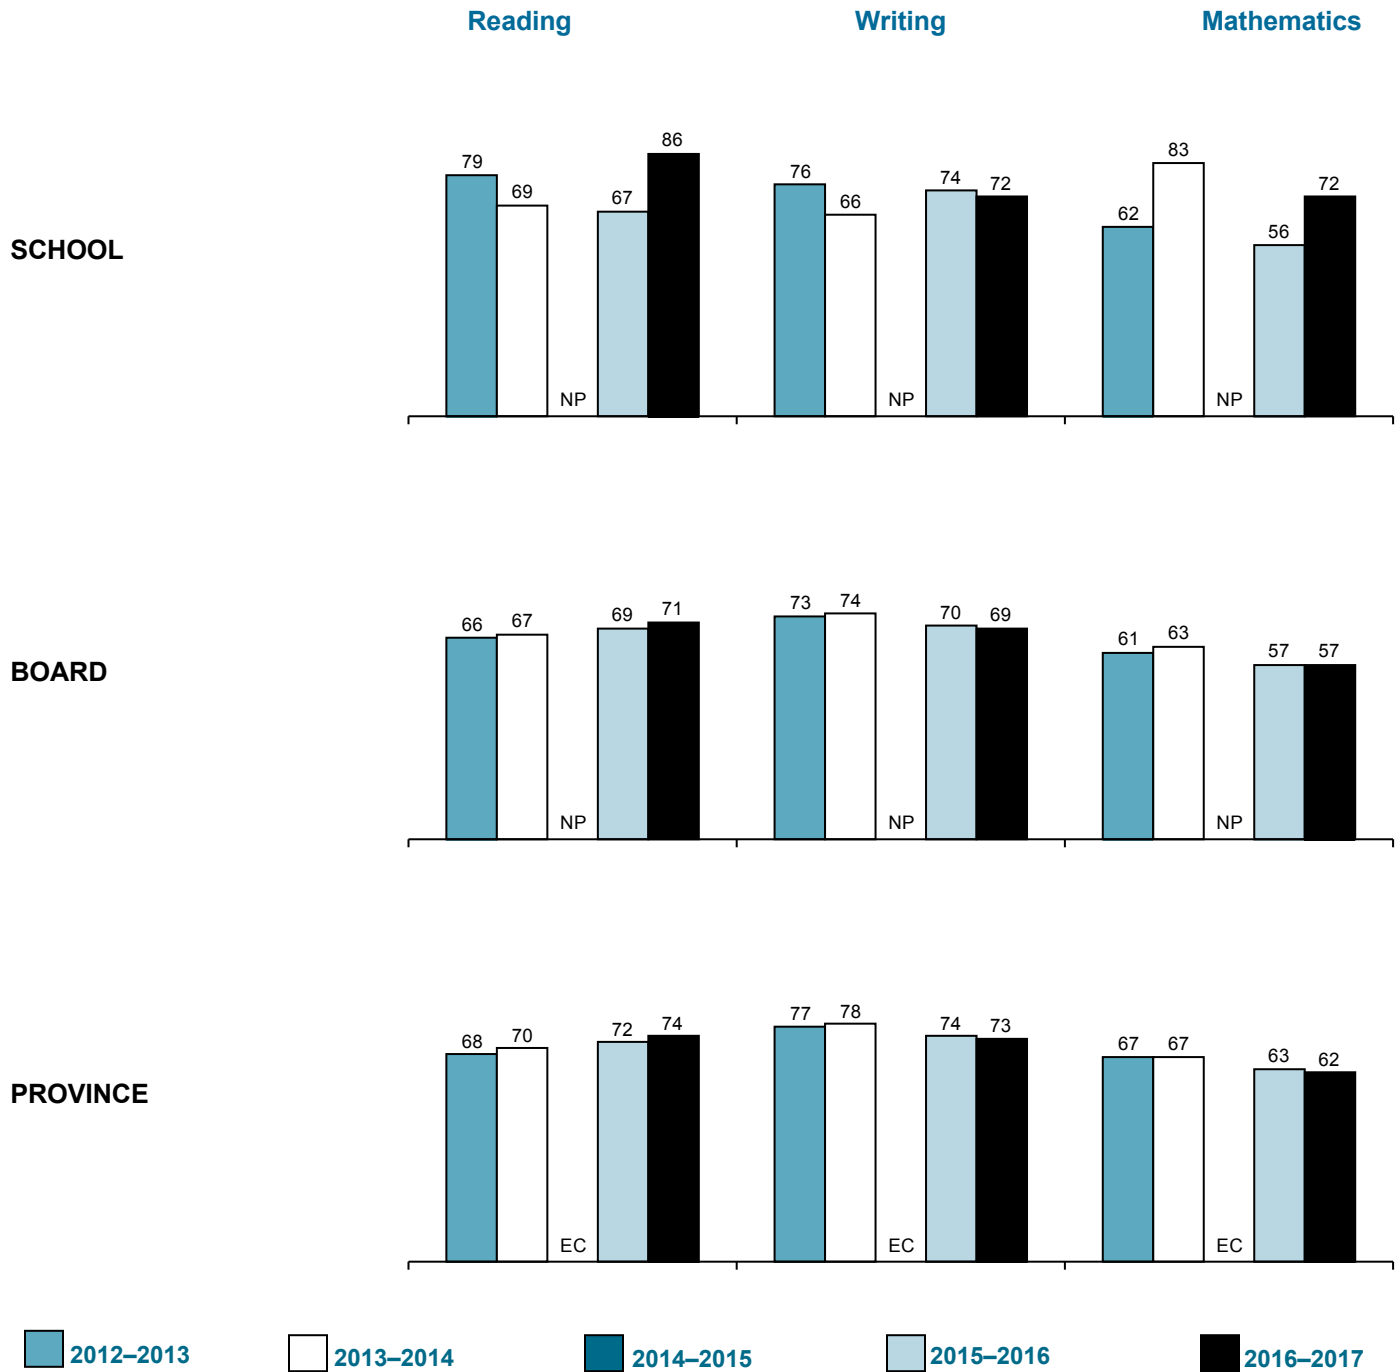 Reading Writing Mathematics
SCHOOL
79 69 NP 67 86 76 66 NP 74 72 62 83 NP 56 72
BOARD
66 67 NP 69 71 73 74 NP 70 69 61 63 NP 57 57
PROVINCE
68 70 EC 72 74 77 78 EC 74 73 67 67 EC 63 62
2012–2013 2013–2014 2014–2015 2015–2016 2016–2017